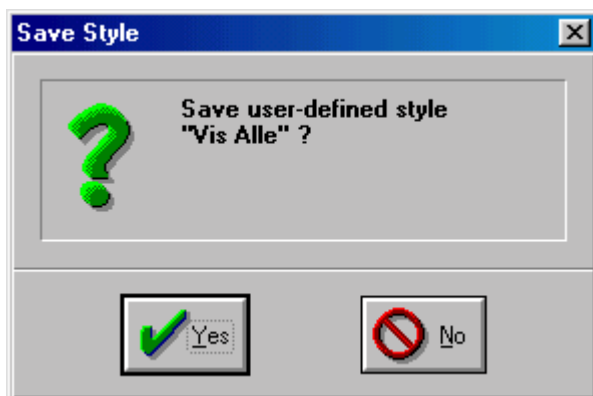 Save Style
Save user-defined style
"Vis Alle" ?
Yes
No